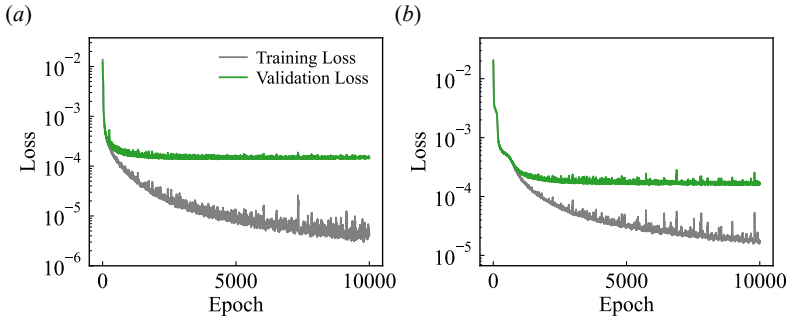 (a)
10⁻²
10⁻³
10⁻⁴
10⁻⁵
10⁻⁶
Loss
Training Loss
Validation Loss
0
5000
10000
Epoch
(b)
10⁻²
10⁻³
10⁻⁴
10⁻⁵
Loss
0
5000
10000
Epoch